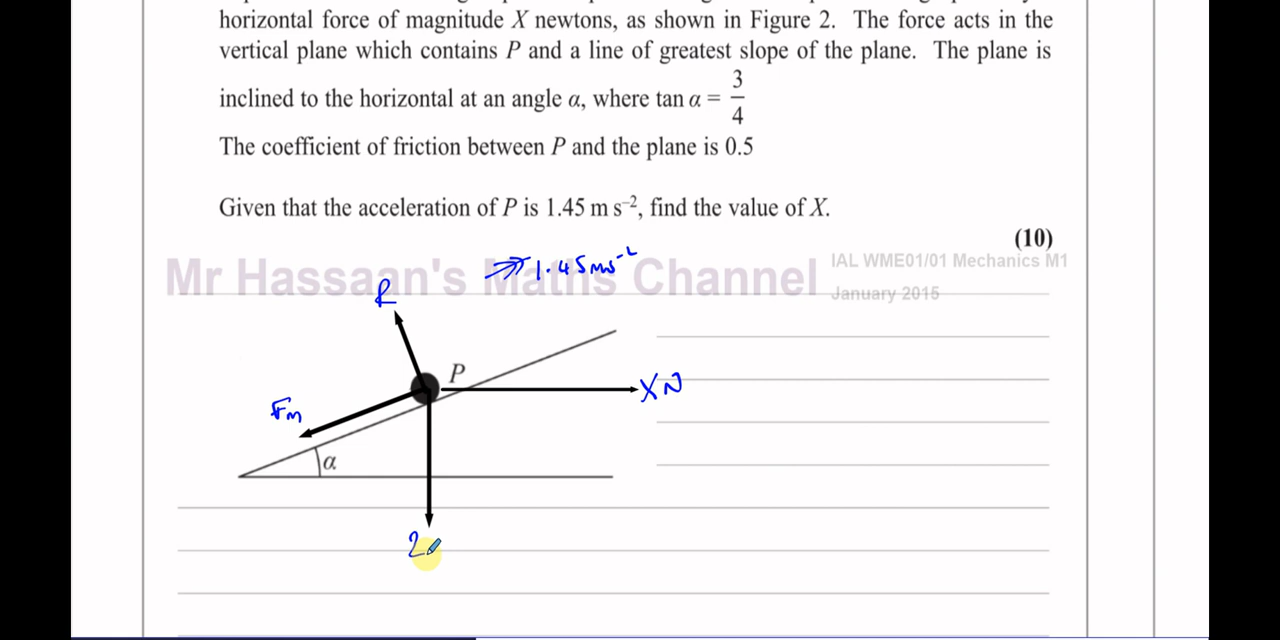 horizontal force of magnitude X newtons, as shown in Figure 2. The force acts in the
vertical plane which contains P and a line of greatest slope of the plane. The plane is
inclined to the horizontal at an angle α, where tan α = 3/4
The coefficient of friction between P and the plane is 0.5
Given that the acceleration of P is 1.45 m s⁻², find the value of X.
(10)
Mr Hassaan's Maths Channel
IAL WME01/01 Mechanics M1
January 2015
1.45ms⁻²
R
P
XN
Fm
α
2